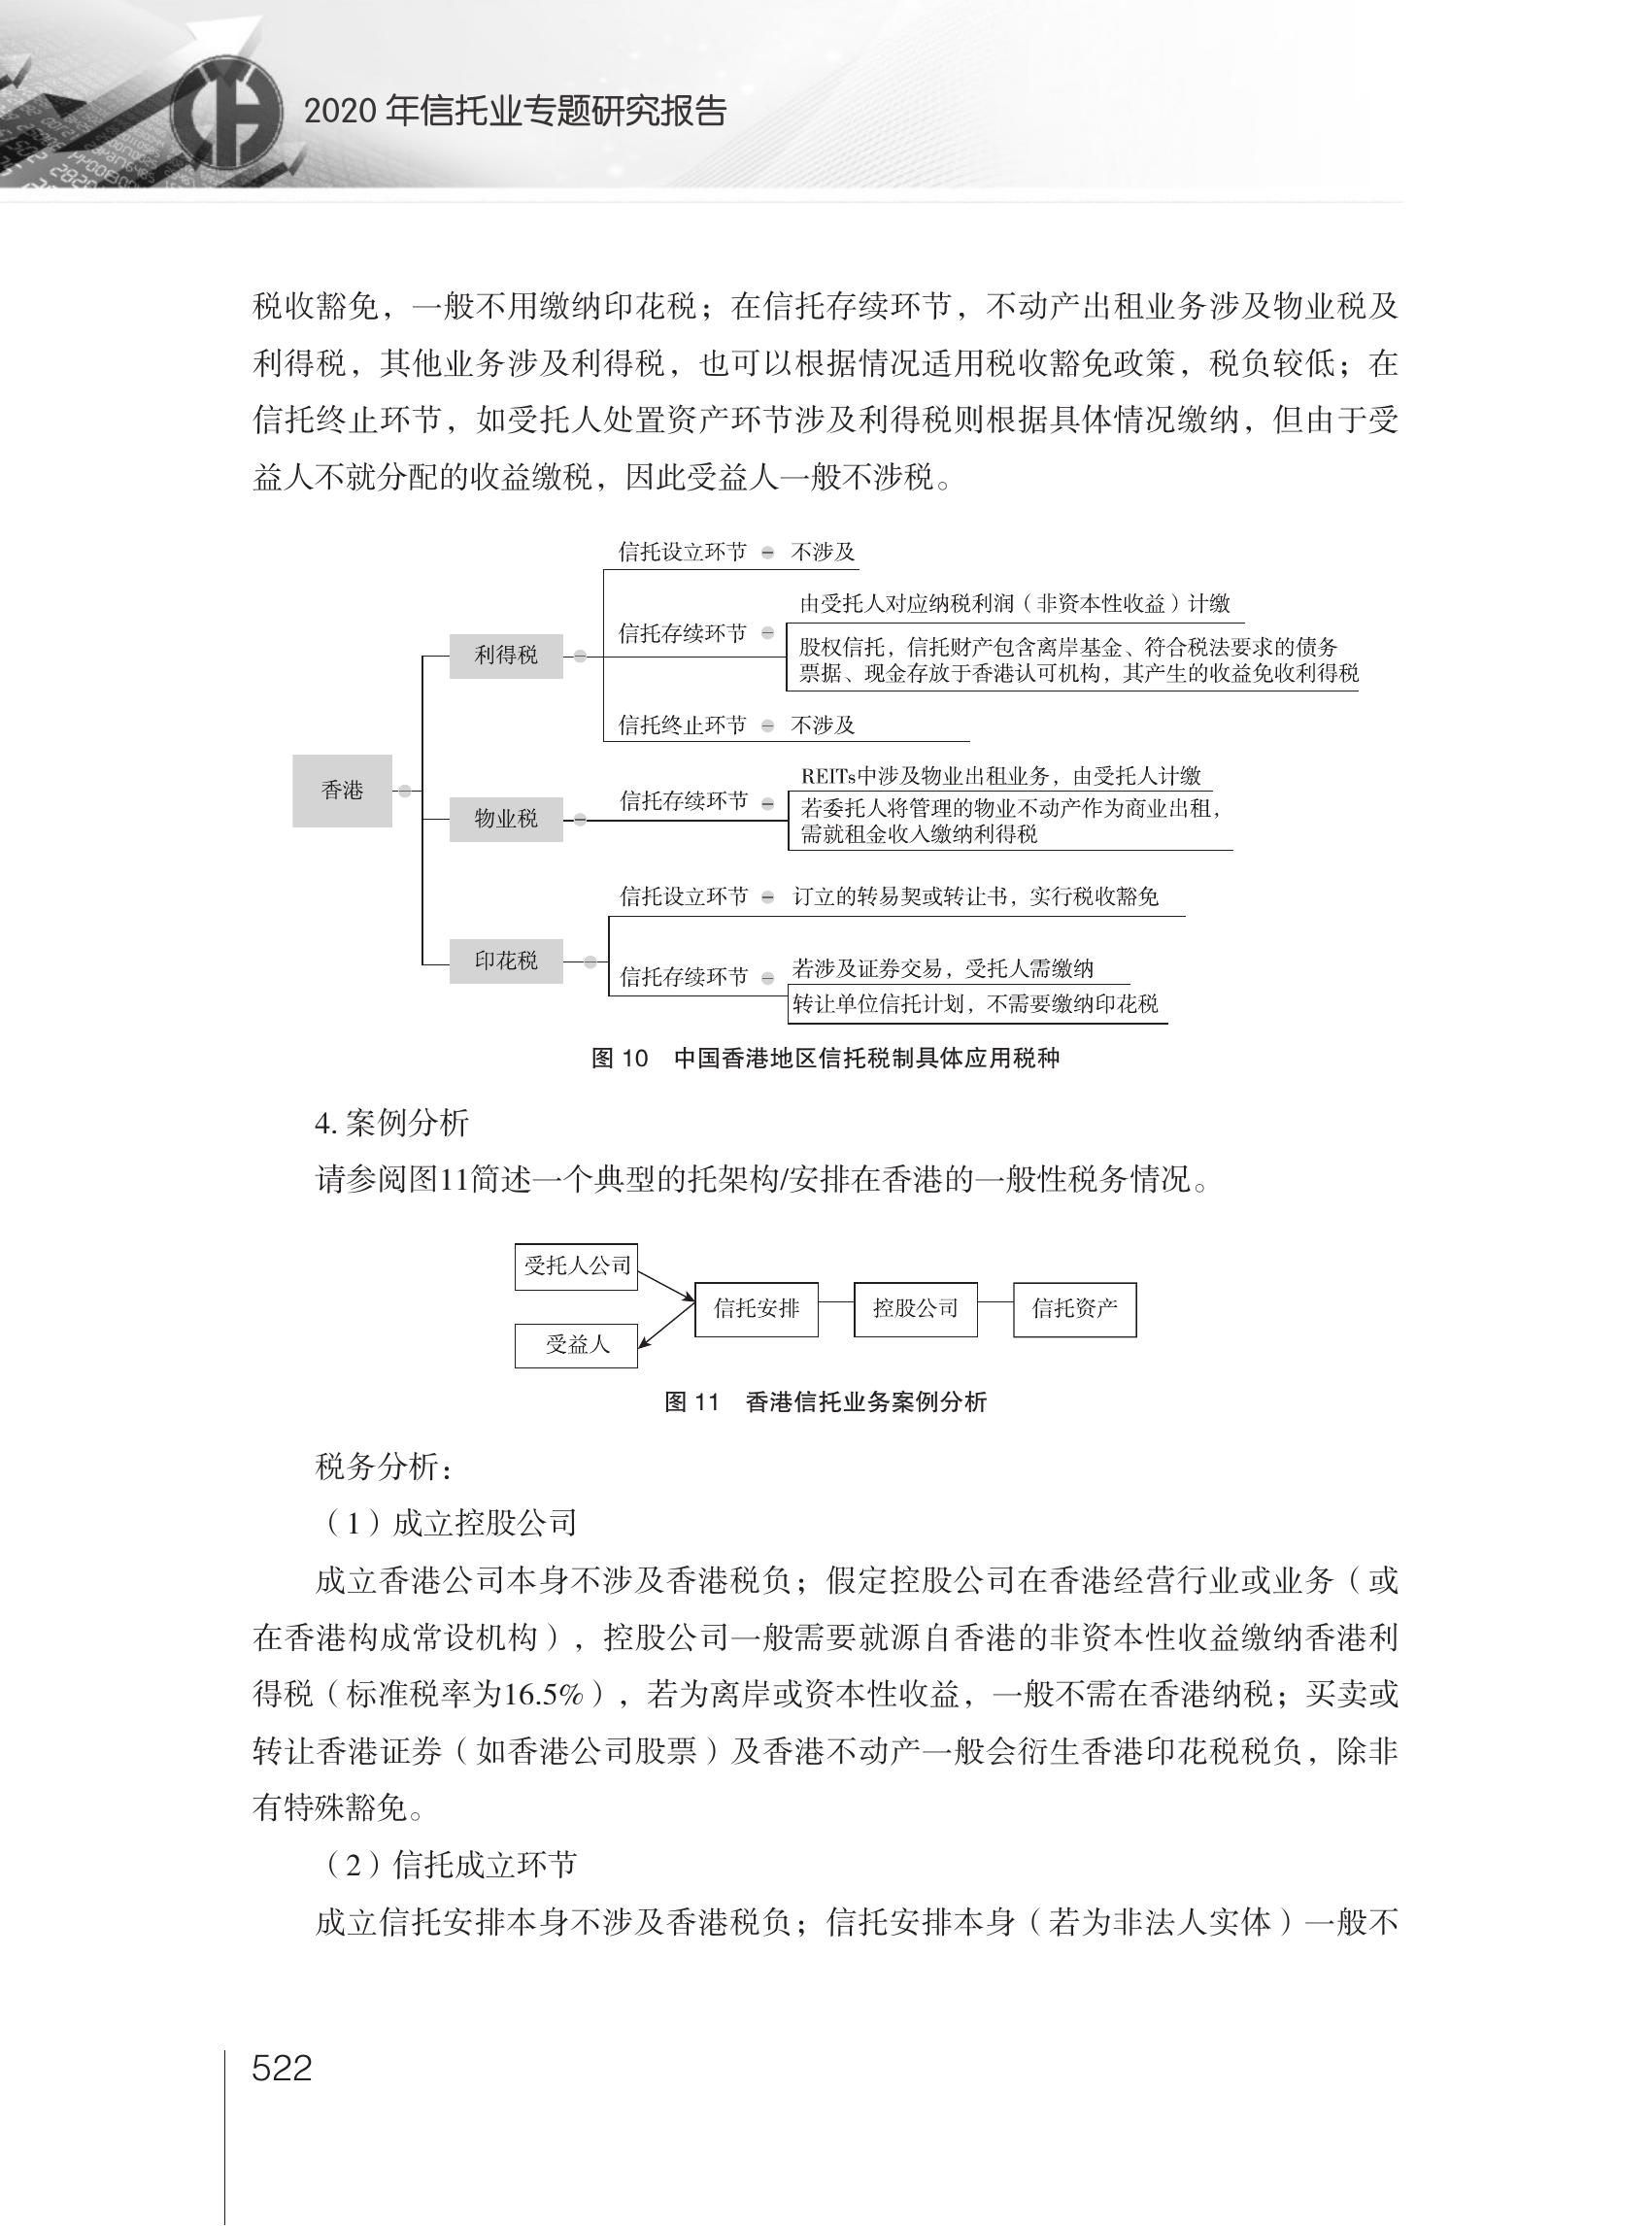 2020 年信托业专题研究报告
税收豁免，一般不用缴纳印花税；在信托存续环节，不动产出租业务涉及物业税及
利得税，其他业务涉及利得税，也可以根据情况适用税收豁免政策，税负较低；在
信托终止环节，如受托人处置资产环节涉及利得税则根据具体情况缴纳，但由于受
益人不就分配的收益缴税，因此受益人一般不涉税。
香港
利得税
信托设立环节
不涉及
信托存续环节
由受托人对应纳税利润（非资本性收益）计缴
股权信托，信托财产包含离岸基金、符合税法要求的债务
票据、现金存放于香港认可机构，其产生的收益免收利得税
信托终止环节
不涉及
物业税
信托存续环节
REITs中涉及物业出租业务，由受托人计缴
若委托人将管理的物业不动产作为商业出租，
需就租金收入缴纳利得税
印花税
信托设立环节
订立的转易契或转让书，实行税收豁免
信托存续环节
若涉及证券交易，受托人需缴纳
转让单位信托计划，不需要缴纳印花税
图 10　中国香港地区信托税制具体应用税种
4. 案例分析
请参阅图11简述一个典型的托架构/安排在香港的一般性税务情况。
受托人公司
受益人
信托安排
控股公司
信托资产
图 11　香港信托业务案例分析
税务分析：
（1）成立控股公司
成立香港公司本身不涉及香港税负；假定控股公司在香港经营行业或业务（或
在香港构成常设机构），控股公司一般需要就源自香港的非资本性收益缴纳香港利
得税（标准税率为16.5%），若为离岸或资本性收益，一般不需在香港纳税；买卖或
转让香港证券（如香港公司股票）及香港不动产一般会衍生香港印花税税负，除非
有特殊豁免。
（2）信托成立环节
成立信托安排本身不涉及香港税负；信托安排本身（若为非法人实体）一般不
522